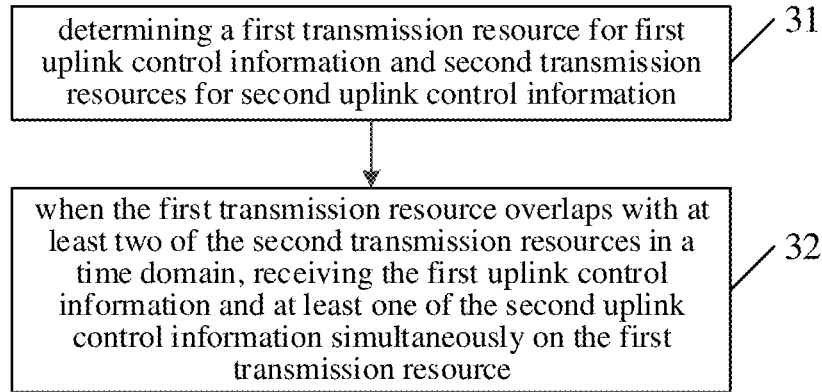 determining a first transmission resource for first
uplink control information and second transmission
resources for second uplink control information
31
when the first transmission resource overlaps with at
least two of the second transmission resources in a
time domain, receiving the first uplink control
information and at least one of the second uplink
control information simultaneously on the first
transmission resource
32